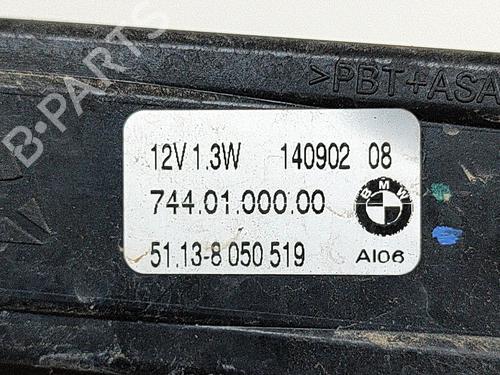 B-PARTS
>PBT+ASA
12V 1.3W 140902 08
744.01.000.00
BMW
51.13-8 050 519 AI06